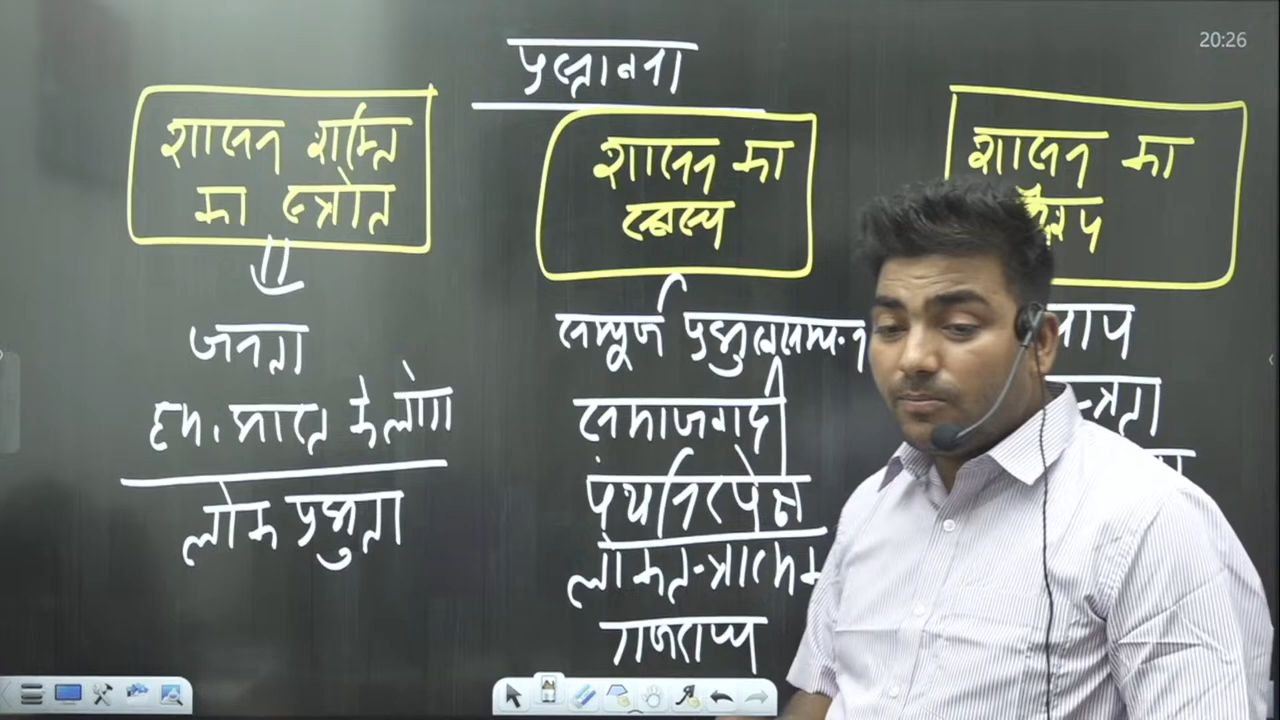 20:26
प्रस्तावना
शासन शक्ति
का स्त्रोत
जनता
हम भारत के लोग
लोक प्रभुता
शासन का
स्वरूप
सम्पूर्ण प्रभुत्वसम्पन्न
समाजवादी
पंथनिरपेक्ष
लोकतन्त्रात्मक
गणराज्य
शासन का